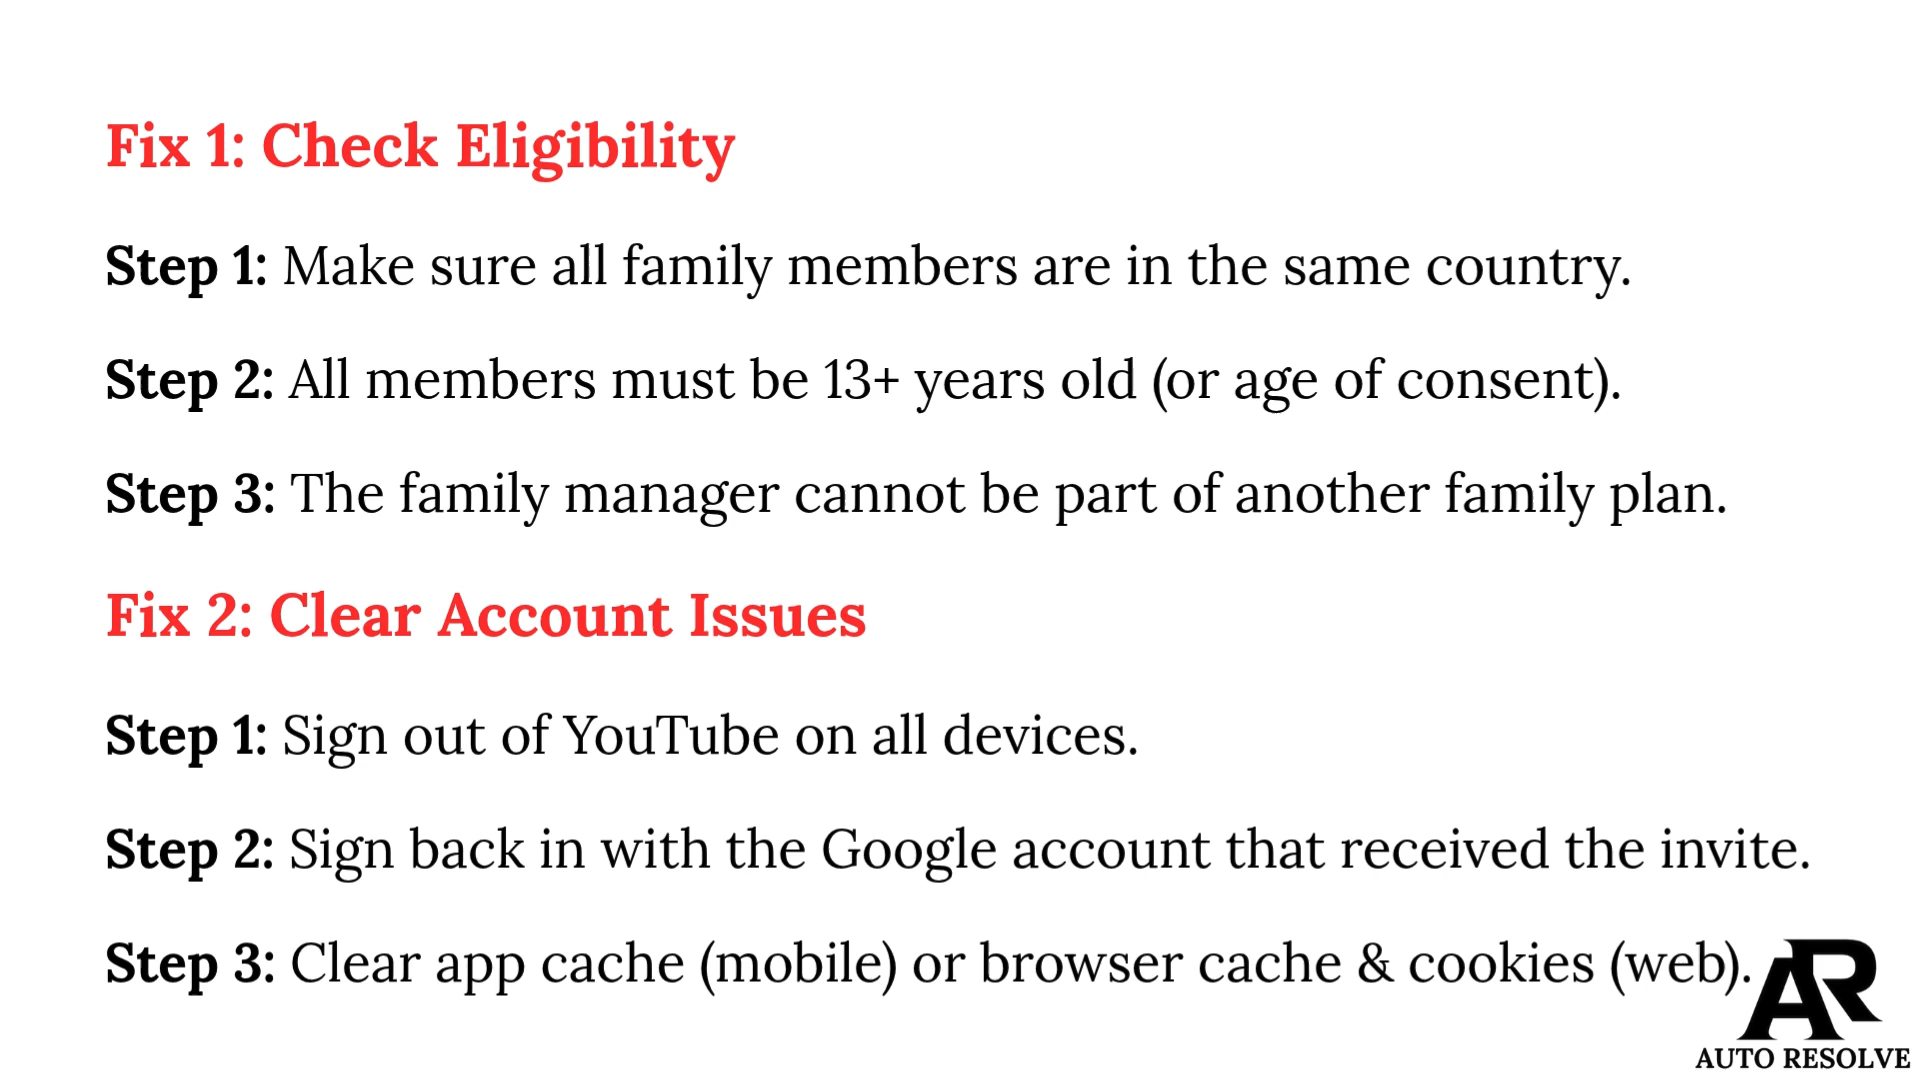 Fix 1: Check Eligibility
Step 1: Make sure all family members are in the same country.
Step 2: All members must be 13+ years old (or age of consent).
Step 3: The family manager cannot be part of another family plan.
Fix 2: Clear Account Issues
Step 1: Sign out of YouTube on all devices.
Step 2: Sign back in with the Google account that received the invite.
Step 3: Clear app cache (mobile) or browser cache & cookies (web).
AR
AUTO RESOLVE